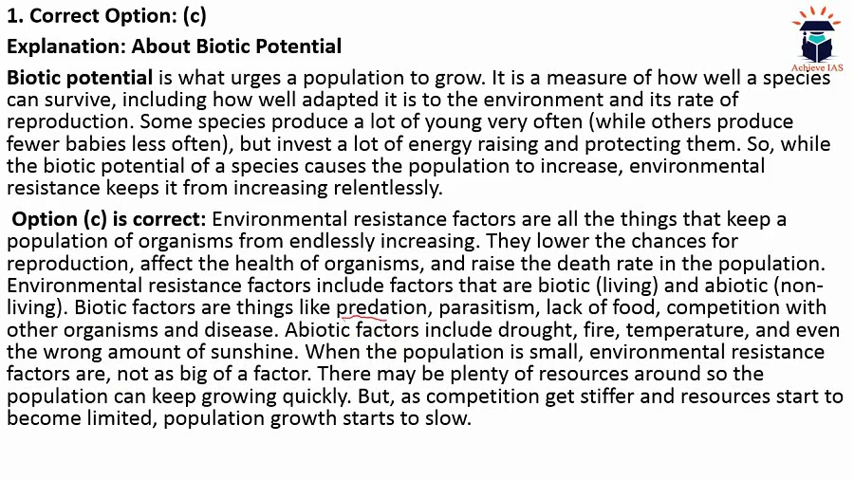 1. Correct Option: (c)
Explanation: About Biotic Potential
Achieve IAS
Biotic potential is what urges a population to grow. It is a measure of how well a species
can survive, including how well adapted it is to the environment and its rate of
reproduction. Some species produce a lot of young very often (while others produce
fewer babies less often), but invest a lot of energy raising and protecting them. So, while
the biotic potential of a species causes the population to increase, environmental
resistance keeps it from increasing relentlessly.
Option (c) is correct: Environmental resistance factors are all the things that keep a
population of organisms from endlessly increasing. They lower the chances for
reproduction, affect the health of organisms, and raise the death rate in the population.
Environmental resistance factors include factors that are biotic (living) and abiotic (non-
living). Biotic factors are things like predation, parasitism, lack of food, competition with
other organisms and disease. Abiotic factors include drought, fire, temperature, and even
the wrong amount of sunshine. When the population is small, environmental resistance
factors are, not as big of a factor. There may be plenty of resources around so the
population can keep growing quickly. But, as competition get stiffer and resources start to
become limited, population growth starts to slow.